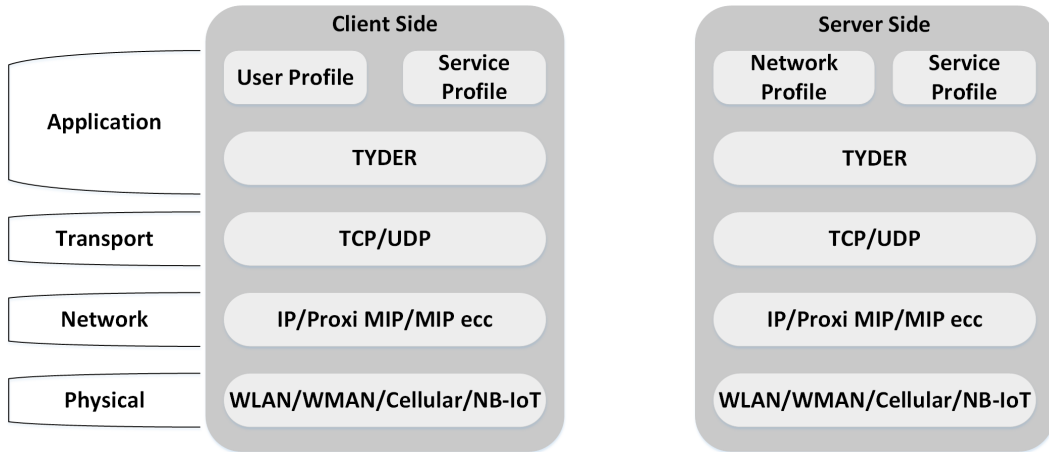 Client Side
Server Side
User Profile
Service
Profile
Network
Profile
Service
Profile
Application
TYDER
TYDER
Transport
TCP/UDP
TCP/UDP
Network
IP/Proxi MIP/MIP ecc
IP/Proxi MIP/MIP ecc
Physical
WLAN/WMAN/Cellular/NB-IoT
WLAN/WMAN/Cellular/NB-IoT